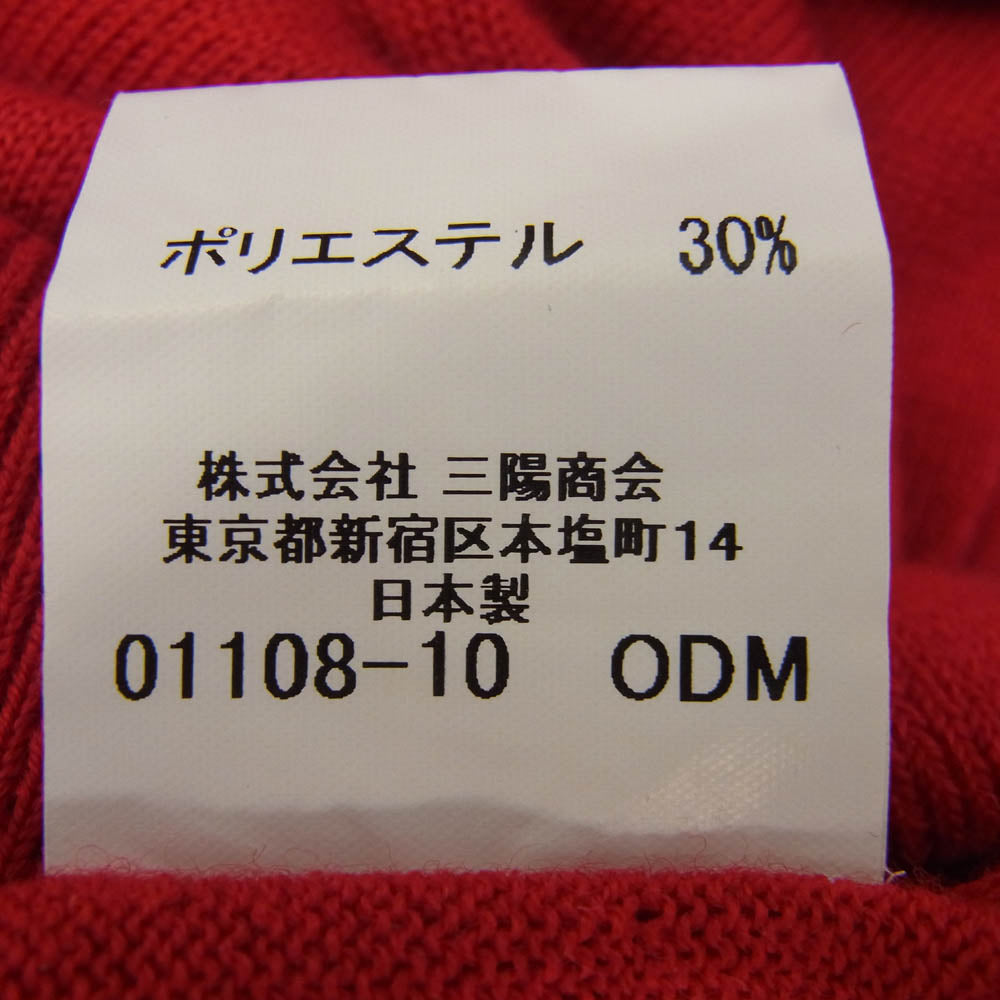 ポリエステル 30%
株式会社 三陽商会
東京都新宿区本塩町14
日本製
01108-10 ODM